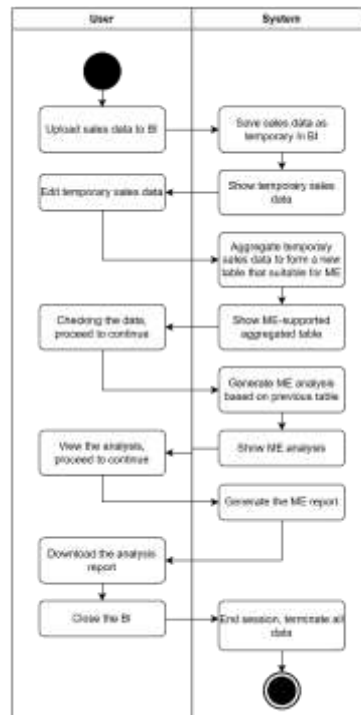 User
System
Upload sales data to BI
Save sales data as
temporary in BI
Edit temporary sales data
Show temporary sales
data
Aggregate temporary
sales data to form a new
table that suitable for ME
Checking the data,
proceed to continue
Show ME-supported
aggregated table
Generate ME analysis
based on previous table
View the analysis,
proceed to continue
Show ME analysis
Generate the ME report
Download the analysis
report
Close the BI
End session, terminate all
data